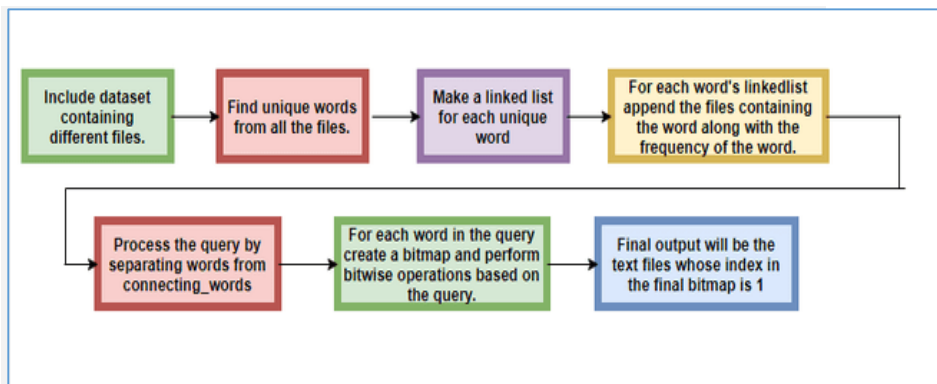 Include dataset
containing
different files.
Find unique words
from all the files.
Make a linked list
for each unique
word
For each word's linkedlist
append the files containing
the word along with the
frequency of the word.
Process the query by
separating words from
connecting_words
For each word in the query
create a bitmap and perform
bitwise operations based on
the query.
Final output will be the
text files whose index in
the final bitmap is 1